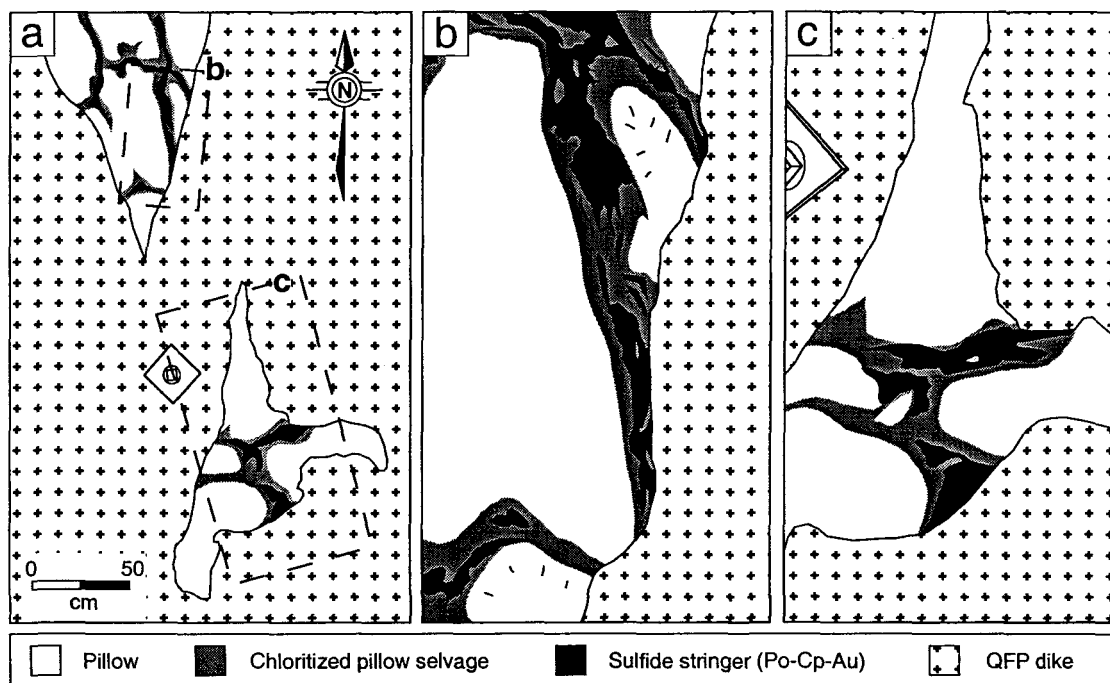 a
b
N
c
0 50
cm
b
c
Pillow Chloritized pillow selvage Sulfide stringer (Po-Cp-Au) QFP dike